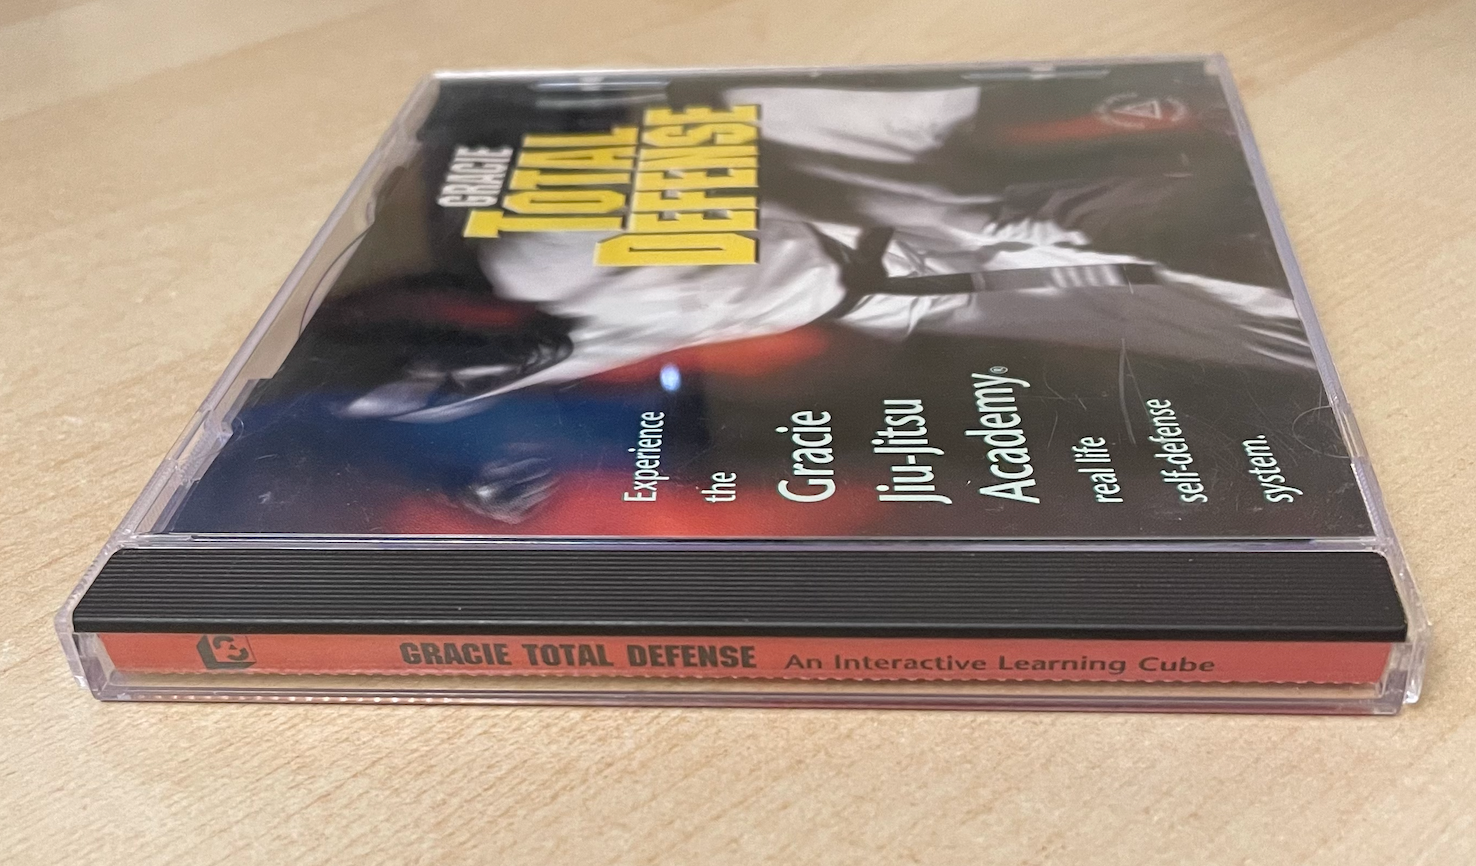 GRACIE
TOTAL
DEFENSE
Experience
the
Gracie
Jiu-Jitsu
Academy®
real life
self-defense
system.
GRACIE TOTAL DEFENSE An Interactive Learning Cube